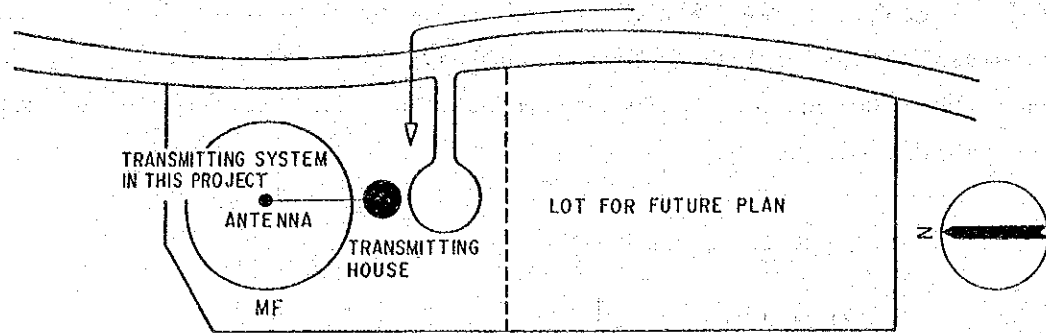 TRANSMITTING SYSTEM
IN THIS PROJECT
ANTENNA
TRANSMITTING
HOUSE
MF
LOT FOR FUTURE PLAN
N